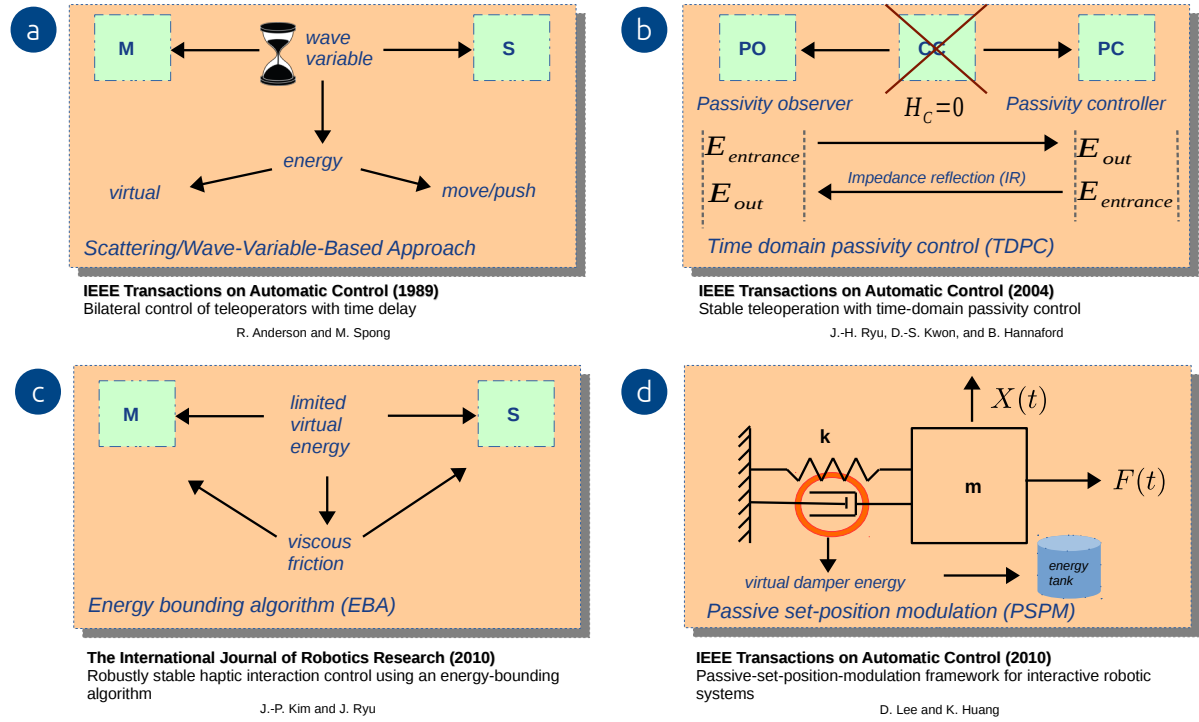 a
M
wave
variable
S
energy
virtual
move/push
Scattering/Wave-Variable-Based Approach
IEEE Transactions on Automatic Control (1989)
Bilateral control of teleoperators with time delay
R. Anderson and M. Spong
b
PO
CC
PC
Passivity observer
H_C=0
Passivity controller
E_entrance
E_out
Impedance reflection (IR)
E_out
E_entrance
Time domain passivity control (TDPC)
IEEE Transactions on Automatic Control (2004)
Stable teleoperation with time-domain passivity control
J.-H. Ryu, D.-S. Kwon, and B. Hannaford
c
M
limited
virtual
energy
S
viscous
friction
Energy bounding algorithm (EBA)
The International Journal of Robotics Research (2010)
Robustly stable haptic interaction control using an energy-bounding
algorithm
J.-P. Kim and J. Ryu
d
X(t)
k
m
F(t)
virtual damper energy
energy
tank
Passive set-position modulation (PSPM)
IEEE Transactions on Automatic Control (2010)
Passive-set-position-modulation framework for interactive robotic
systems
D. Lee and K. Huang